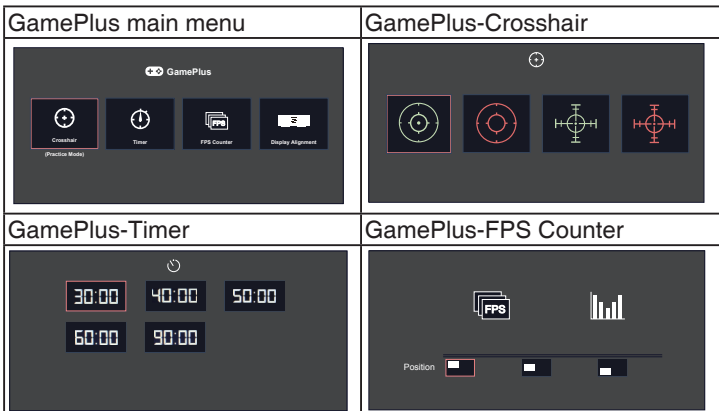 GamePlus main menu
GamePlus-Crosshair
GamePlus
Crosshair
(Practice Mode)
Timer
FPS
FPS Counter
Display Alignment
GamePlus-Timer
GamePlus-FPS Counter
30:00 40:00 50:00
60:00 90:00
FPS
Position